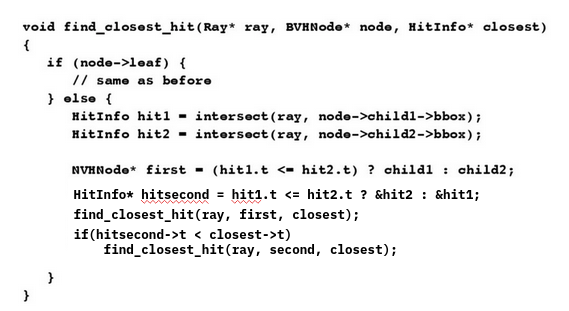 void find_closest_hit(Ray* ray, BVHNode* node, HitInfo* closest)
{
if (node->leaf) {
// same as before
} else {
HitInfo hit1 = intersect(ray, node->child1->bbox);
HitInfo hit2 = intersect(ray, node->child2->bbox);
NVHNode* first = (hit1.t <= hit2.t) ? child1 : child2;
HitInfo* hitsecond = hit1.t <= hit2.t ? &hit2 : &hit1;
find_closest_hit(ray, first, closest);
if(hitsecond->t < closest->t)
find_closest_hit(ray, second, closest);
}
}